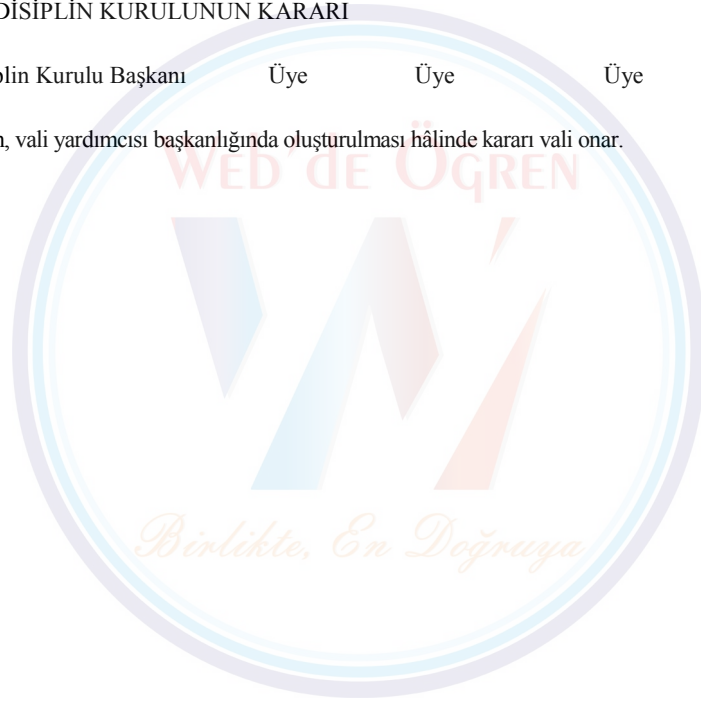 DİSİPLİN KURULUNUN KARARI
plin Kurulu Başkanı Üye Üye Üye
, vali yardımcısı başkanlığında oluşturulması hâlinde kararı vali onar.
Web'de Öğren
Birlikte, En Doğruya